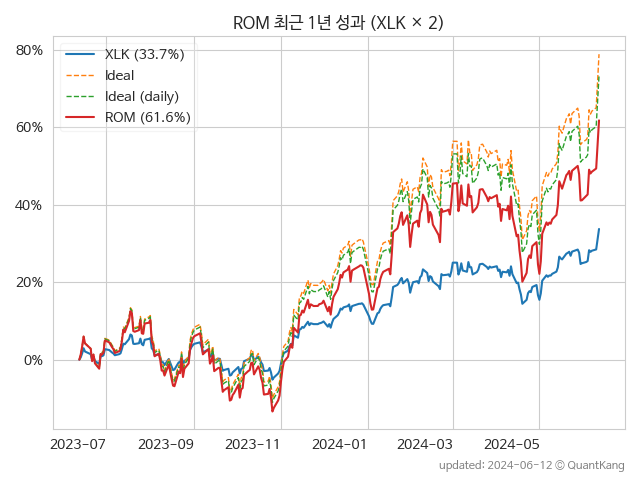 ROM 최근 1년 성과 (XLK × 2)
80%
60%
40%
20%
0%
XLK (33.7%)
Ideal
Ideal (daily)
ROM (61.6%)
2023−07
2023−09
2023−11
2024−01
2024−03
2024−05
updated: 2024-06-12 © QuantKang